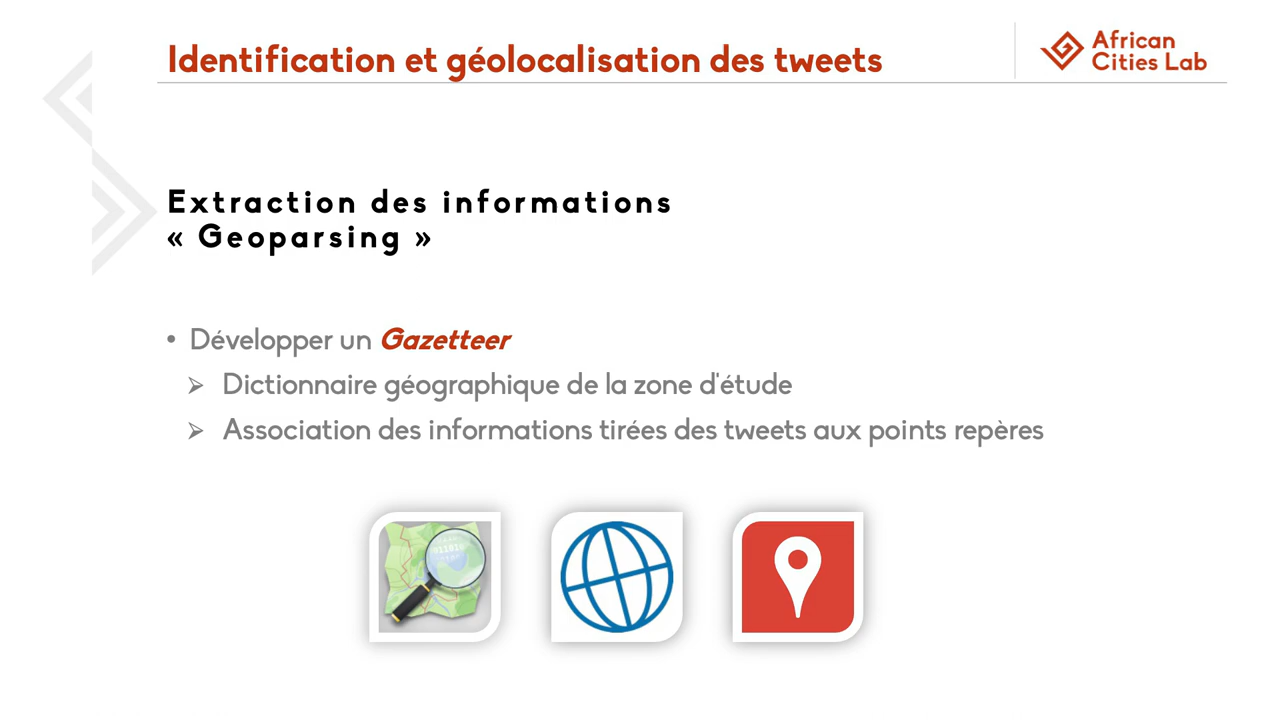 Identification et géolocalisation des tweets
African
Cities Lab
Extraction des informations
« Geoparsing »
• Développer un Gazetteer
➢ Dictionnaire géographique de la zone d'étude
➢ Association des informations tirées des tweets aux points repères